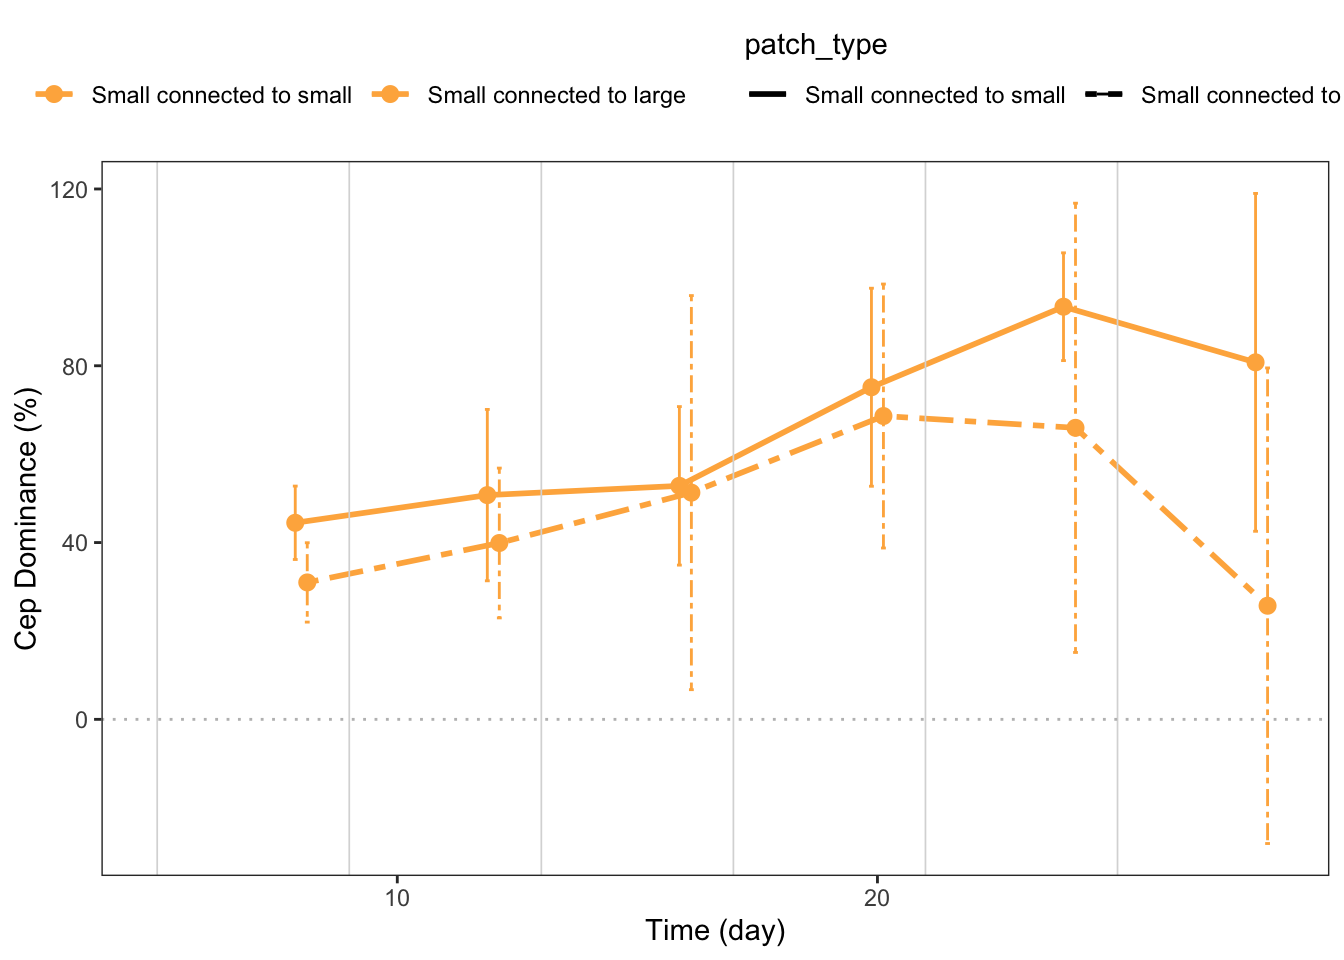 patch_type
Small connected to small Small connected to large Small connected to small Small connected to
120
80
40
0
Cep Dominance (%)
10 20
Time (day)